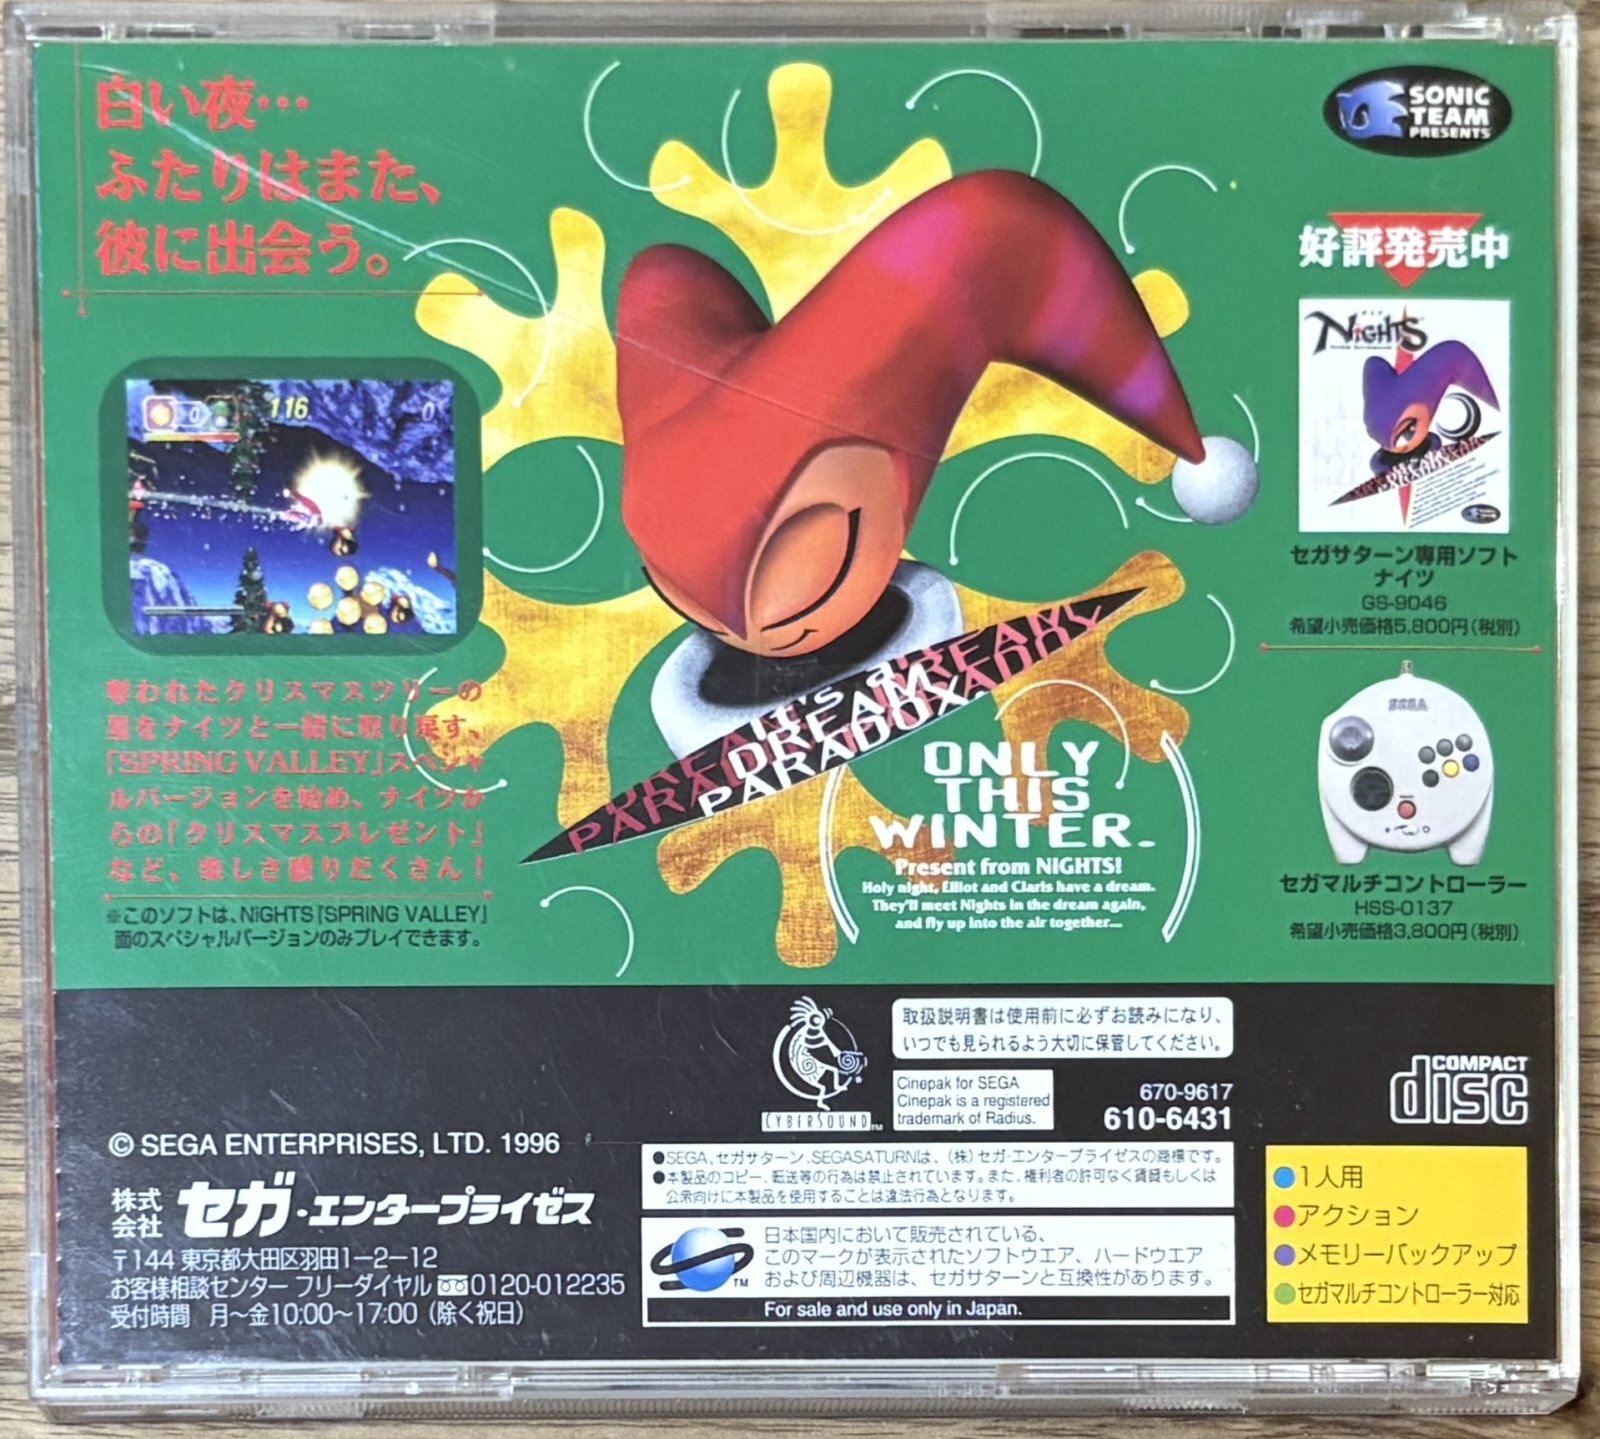 白い夜…
ふたりはまた、
彼に出会う。
116
0
0
奪われたクリスマスツリーの
星をナイツと一緒に取り戻す、
「SPRING VALLEY」スペシャ
ルバージョンを始め、ナイツか
らの「クリスマスプレゼント」
など、楽しさ盛りだくさん！
※このソフトは、NiGHTS「SPRING VALLEY」
面のスペシャルバージョンのみプレイできます。
It's a
DREAM
PARADOX
ONLY
THIS
WINTER.
Present from NiGHTS!
Holy night, Elliot and Claris have a dream.
They'll meet Nights in the dream again,
and fly up into the air together....
SONIC
TEAM
PRESENTS
好評発売中
NiGHTS
セガサターン専用ソフト
ナイツ
GS-9046
希望小売価格5,800円(税別)
SEGA
セガマルチコントローラー
HSS-0137
希望小売価格3,800円(税別)
© SEGA ENTERPRISES, LTD. 1996
株式会社 セガ・エンタープライゼス
〒144 東京都大田区羽田1−2−12
お客様相談センター フリーダイヤル 0120-012235
受付時間 月〜金10:00〜17:00 (除く祝日)
CYBERSOUND™
取扱説明書は使用前に必ずお読みになり、
いつでも見られるよう大切に保管してください。
Cinepak for SEGA
Cinepak is a registered
trademark of Radius.
670-9617
610-6431
●SEGA、セガサターン、SEGASATURNは、(株)セガ・エンタープライゼスの商標です。
●本製品のコピー、転送等の行為は禁止されています。また、権利者の許可なく賃貸もしくは
公衆向けに本製品を使用することは違法行為となります。
TM
日本国内において販売されている、
このマークが表示されたソフトウエア、ハードウエア
および周辺機器は、セガサターンと互換性があります。
For sale and use only in Japan.
COMPACT
disc
●1人用
●アクション
●メモリーバックアップ
●セガマルチコントローラー対応